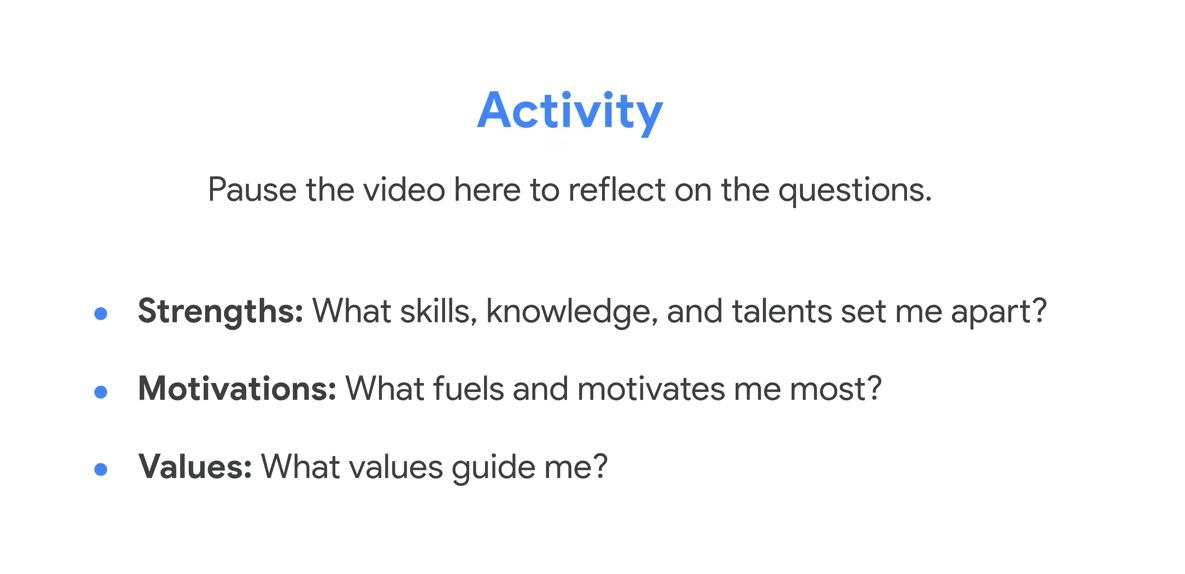 Activity
Pause the video here to reflect on the questions.
• Strengths: What skills, knowledge, and talents set me apart?
• Motivations: What fuels and motivates me most?
• Values: What values guide me?